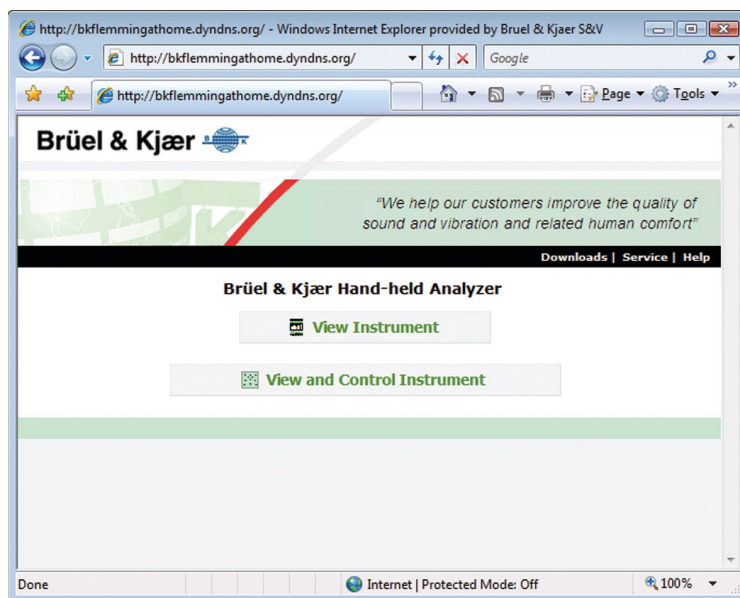 http://bkflemmingathome.dyndns.org/ - Windows Internet Explorer provided by Bruel & Kjaer S&V
http://bkflemmingathome.dyndns.org/ Google
http://bkflemmingathome.dyndns.org/ Page Tools »
Brüel & Kjær B K
“We help our customers improve the quality of
sound and vibration and related human comfort”
Downloads | Service | Help
Brüel & Kjær Hand-held Analyzer
View Instrument
View and Control Instrument
Done Internet | Protected Mode: Off 100%